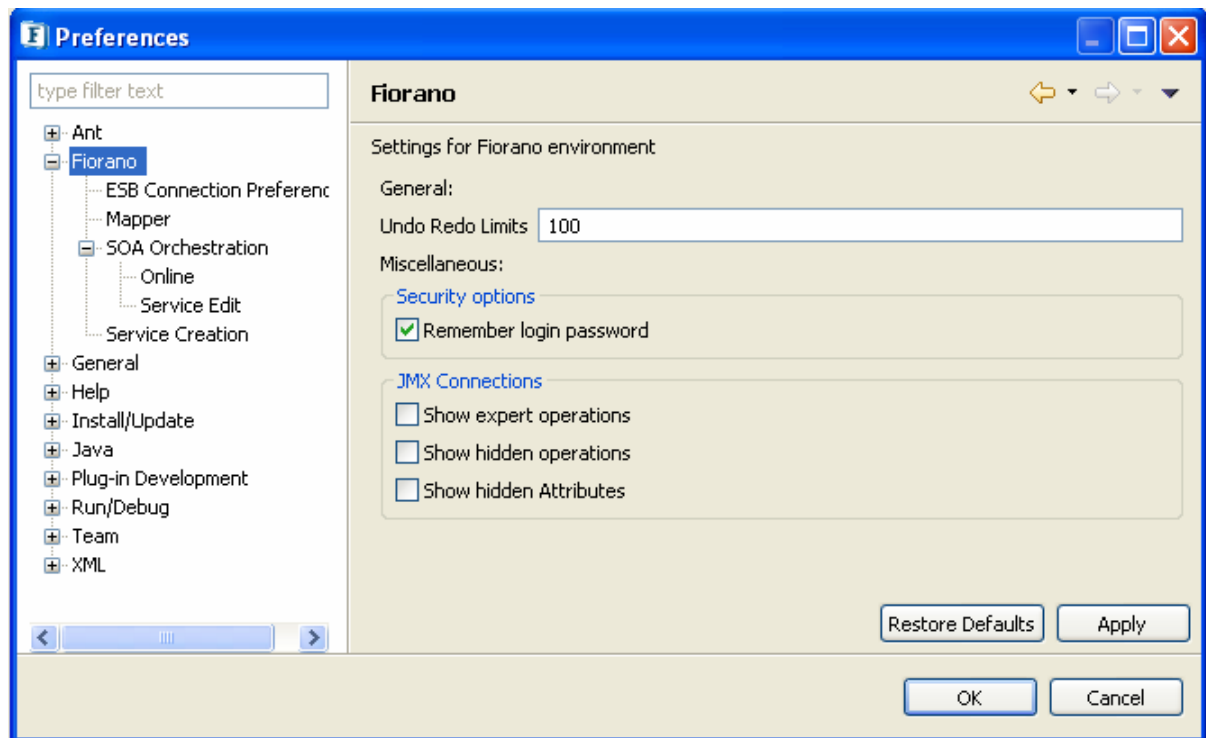 Preferences
type filter text
Ant
Fiorano
ESB Connection Preferenc
Mapper
SOA Orchestration
Online
Service Edit
Service Creation
General
Help
Install/Update
Java
Plug-in Development
Run/Debug
Team
XML
Fiorano
Settings for Fiorano environment
General:
Undo Redo Limits 100
Miscellaneous:
Security options
Remember login password
JMX Connections
Show expert operations
Show hidden operations
Show hidden Attributes
Restore Defaults Apply
OK Cancel